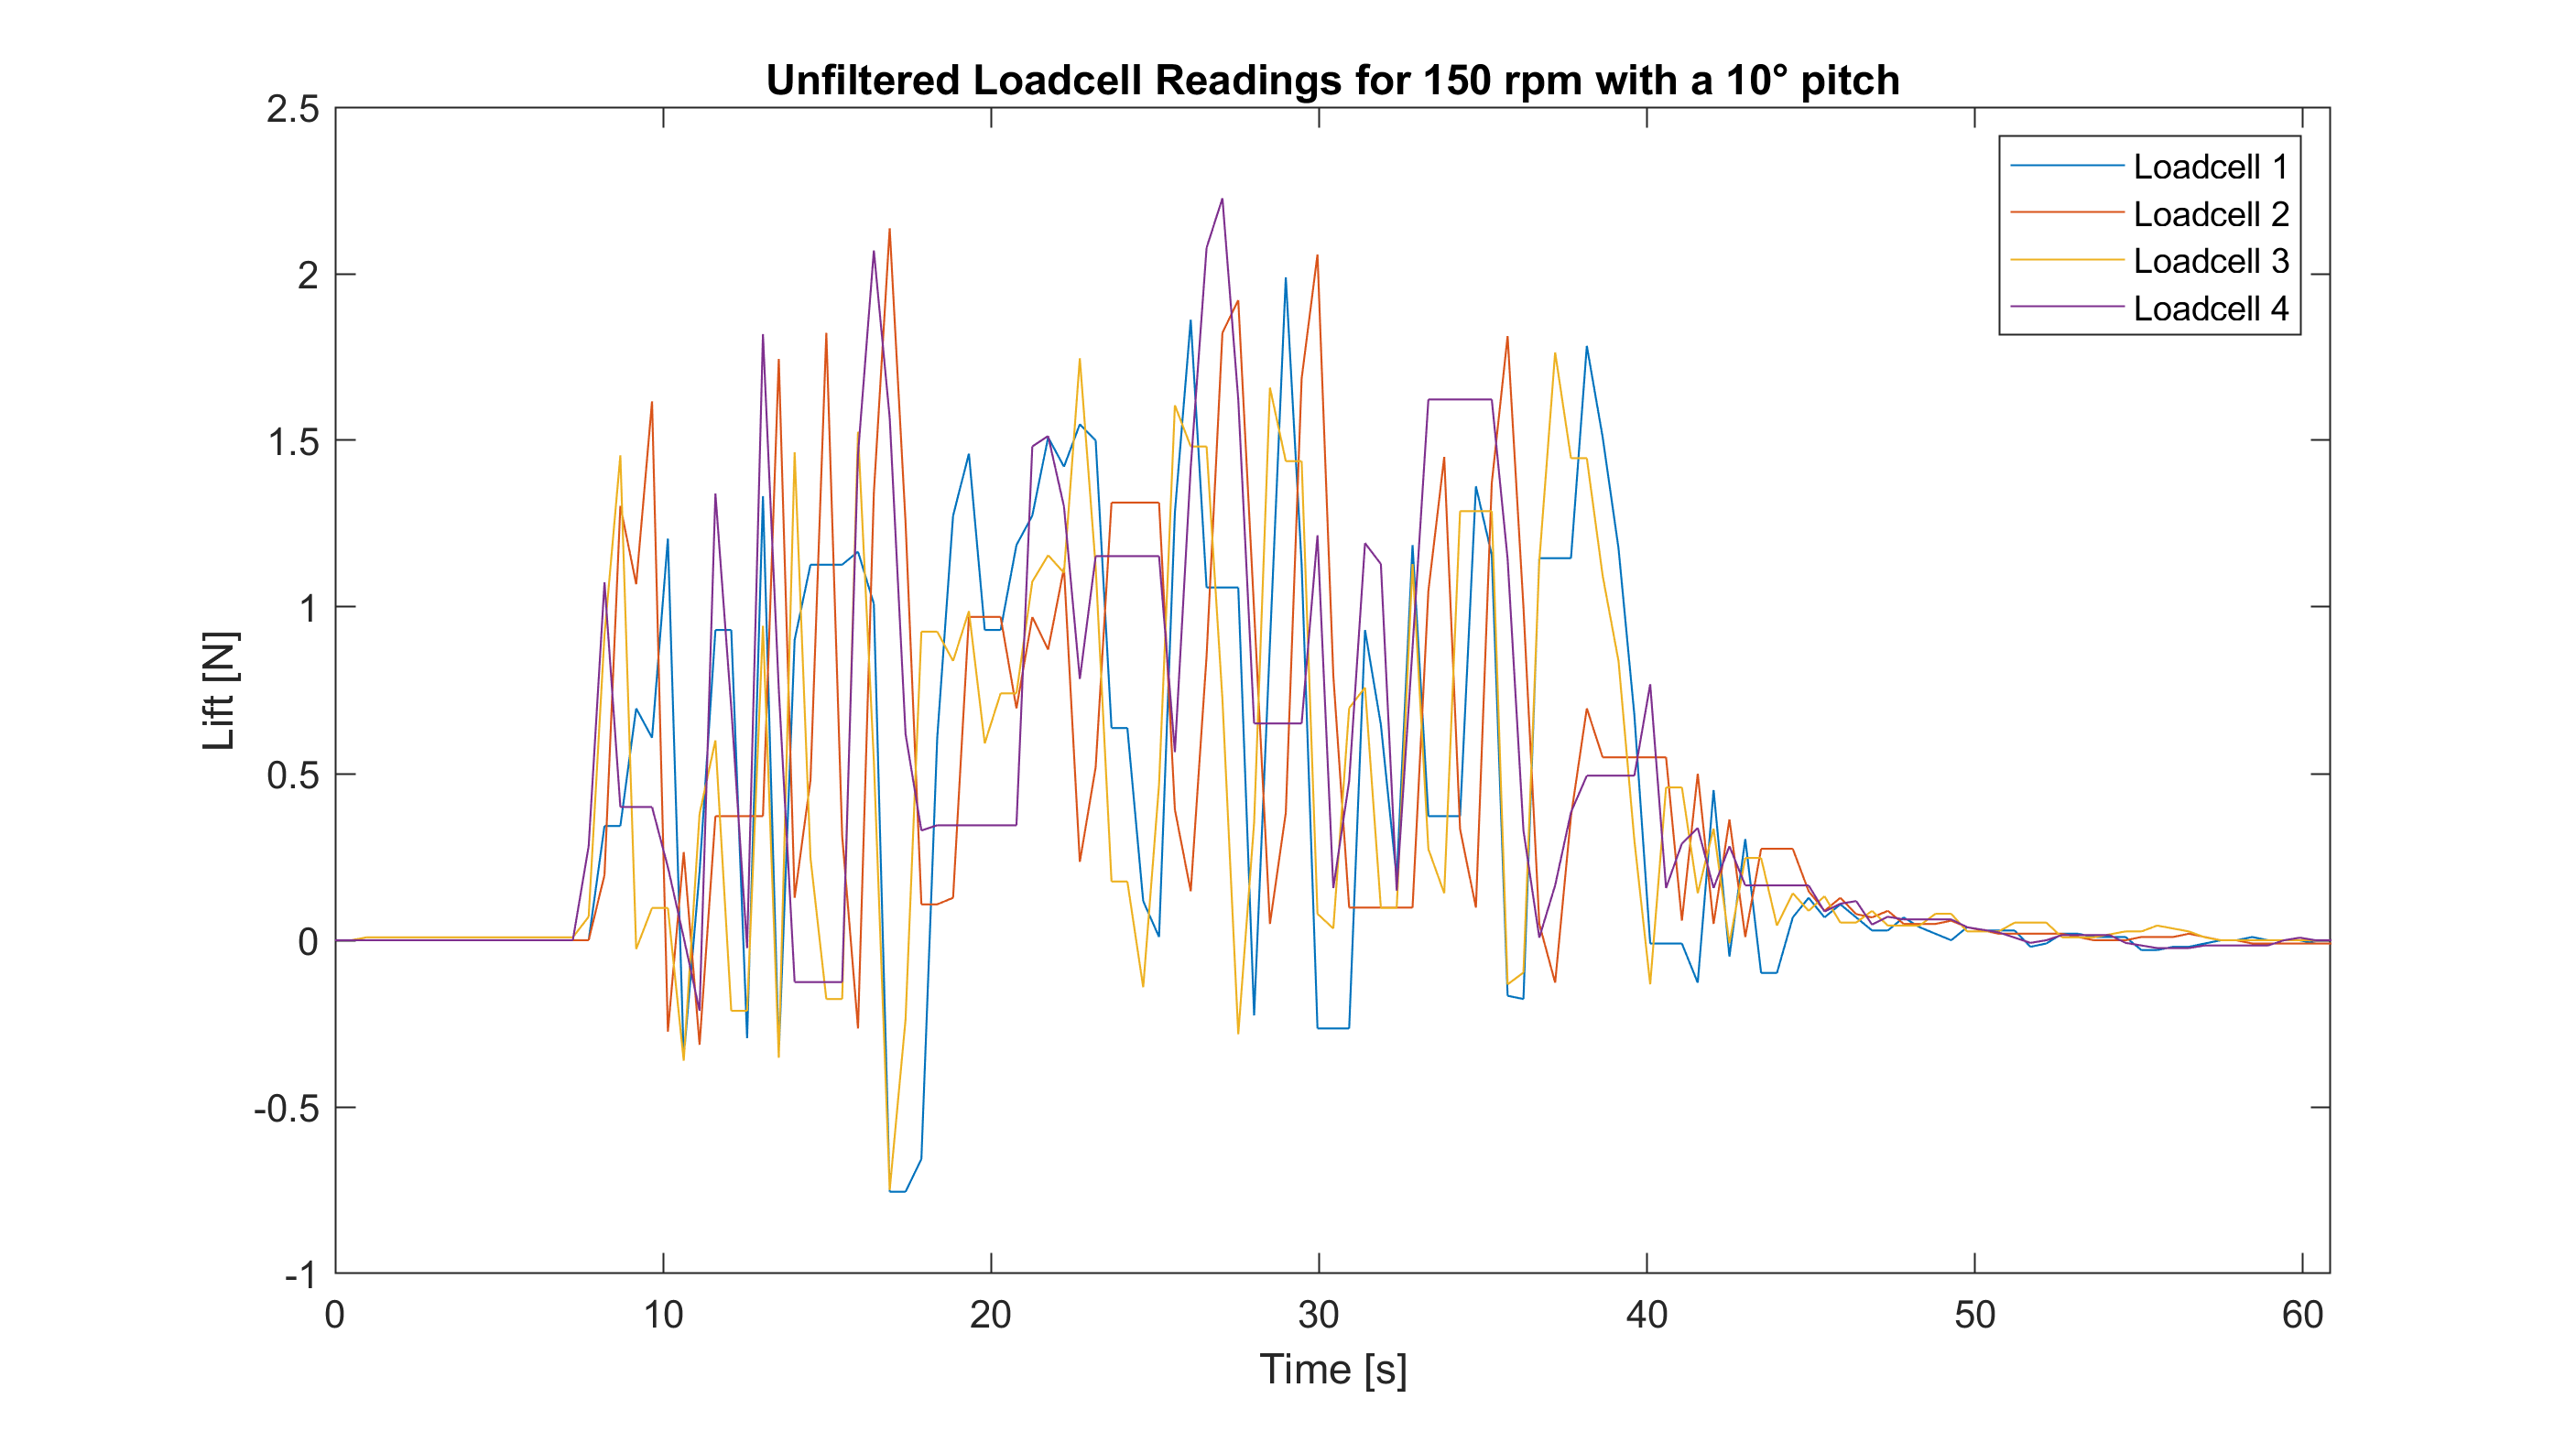 Unfiltered Loadcell Readings for 150 rpm with a 10° pitch
2.5
2
1.5
1
0.5
0
-0.5
-1
Lift [N]
Loadcell 1
Loadcell 2
Loadcell 3
Loadcell 4
0 10 20 30 40 50 60
Time [s]